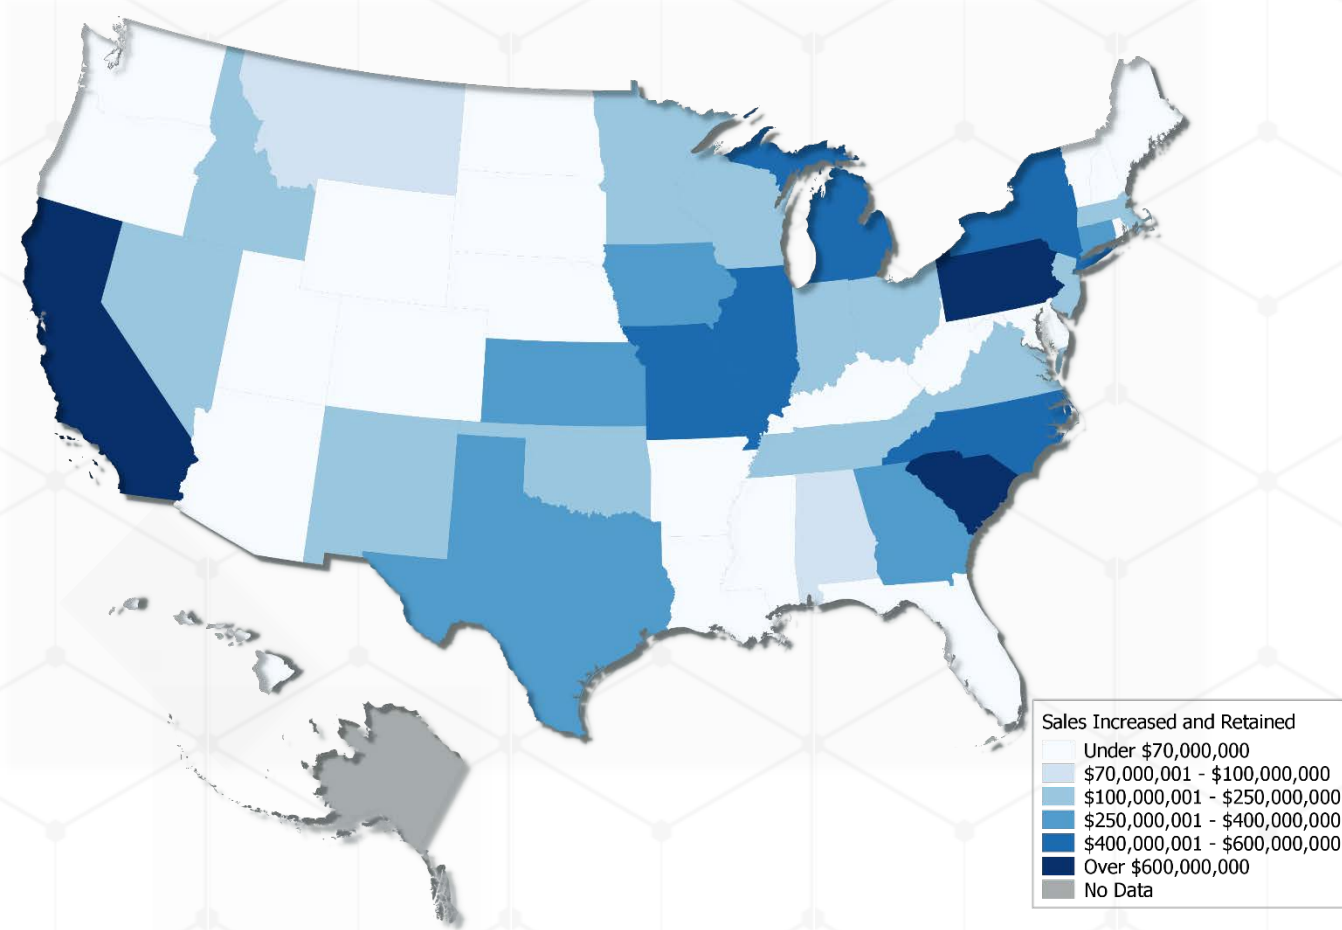 Sales Increased and Retained
Under $70,000,000
$70,000,001 - $100,000,000
$100,000,001 - $250,000,000
$250,000,001 - $400,000,000
$400,000,001 - $600,000,000
Over $600,000,000
No Data